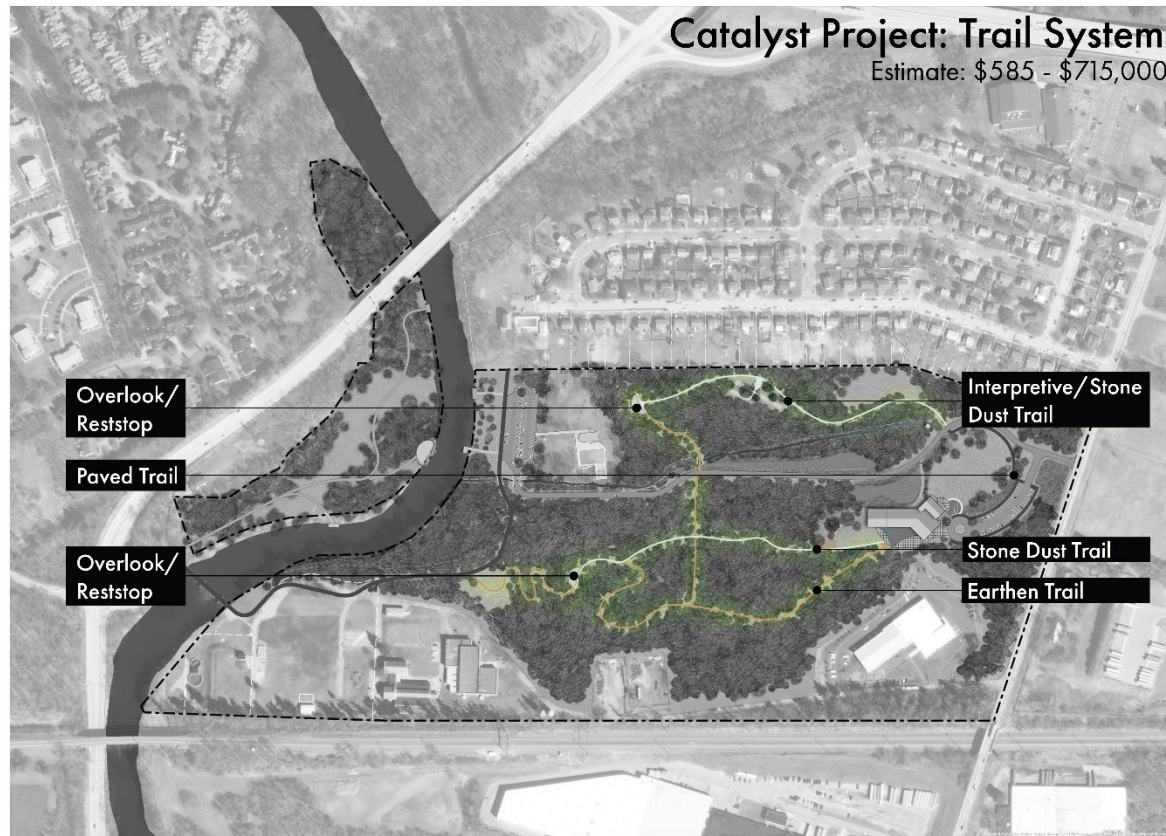 Catalyst Project: Trail System
Estimate: $585 - $715,000
Overlook/
Reststop
Interpretive/Stone
Dust Trail
Paved Trail
Overlook/
Reststop
Stone Dust Trail
Earthen Trail